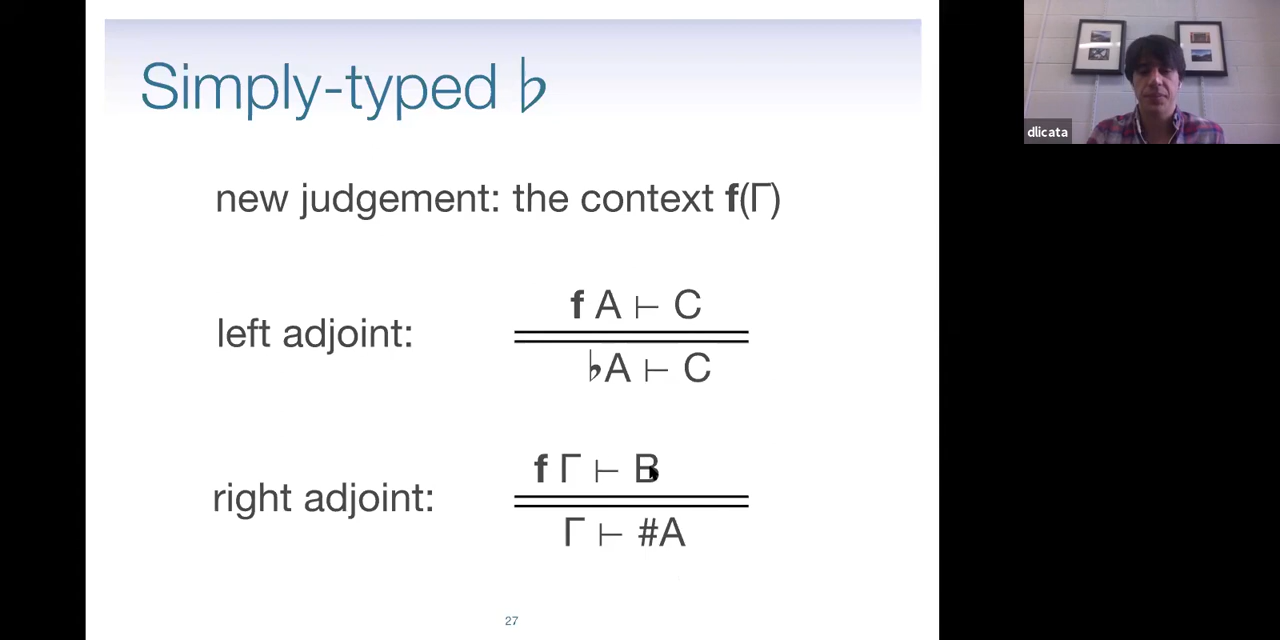 Simply-typed ♭
dlicata
new judgement: the context f(Γ)
left adjoint:
f A ⊢ C
♭A ⊢ C
right adjoint:
f Γ ⊢ B
Γ ⊢ #A
27